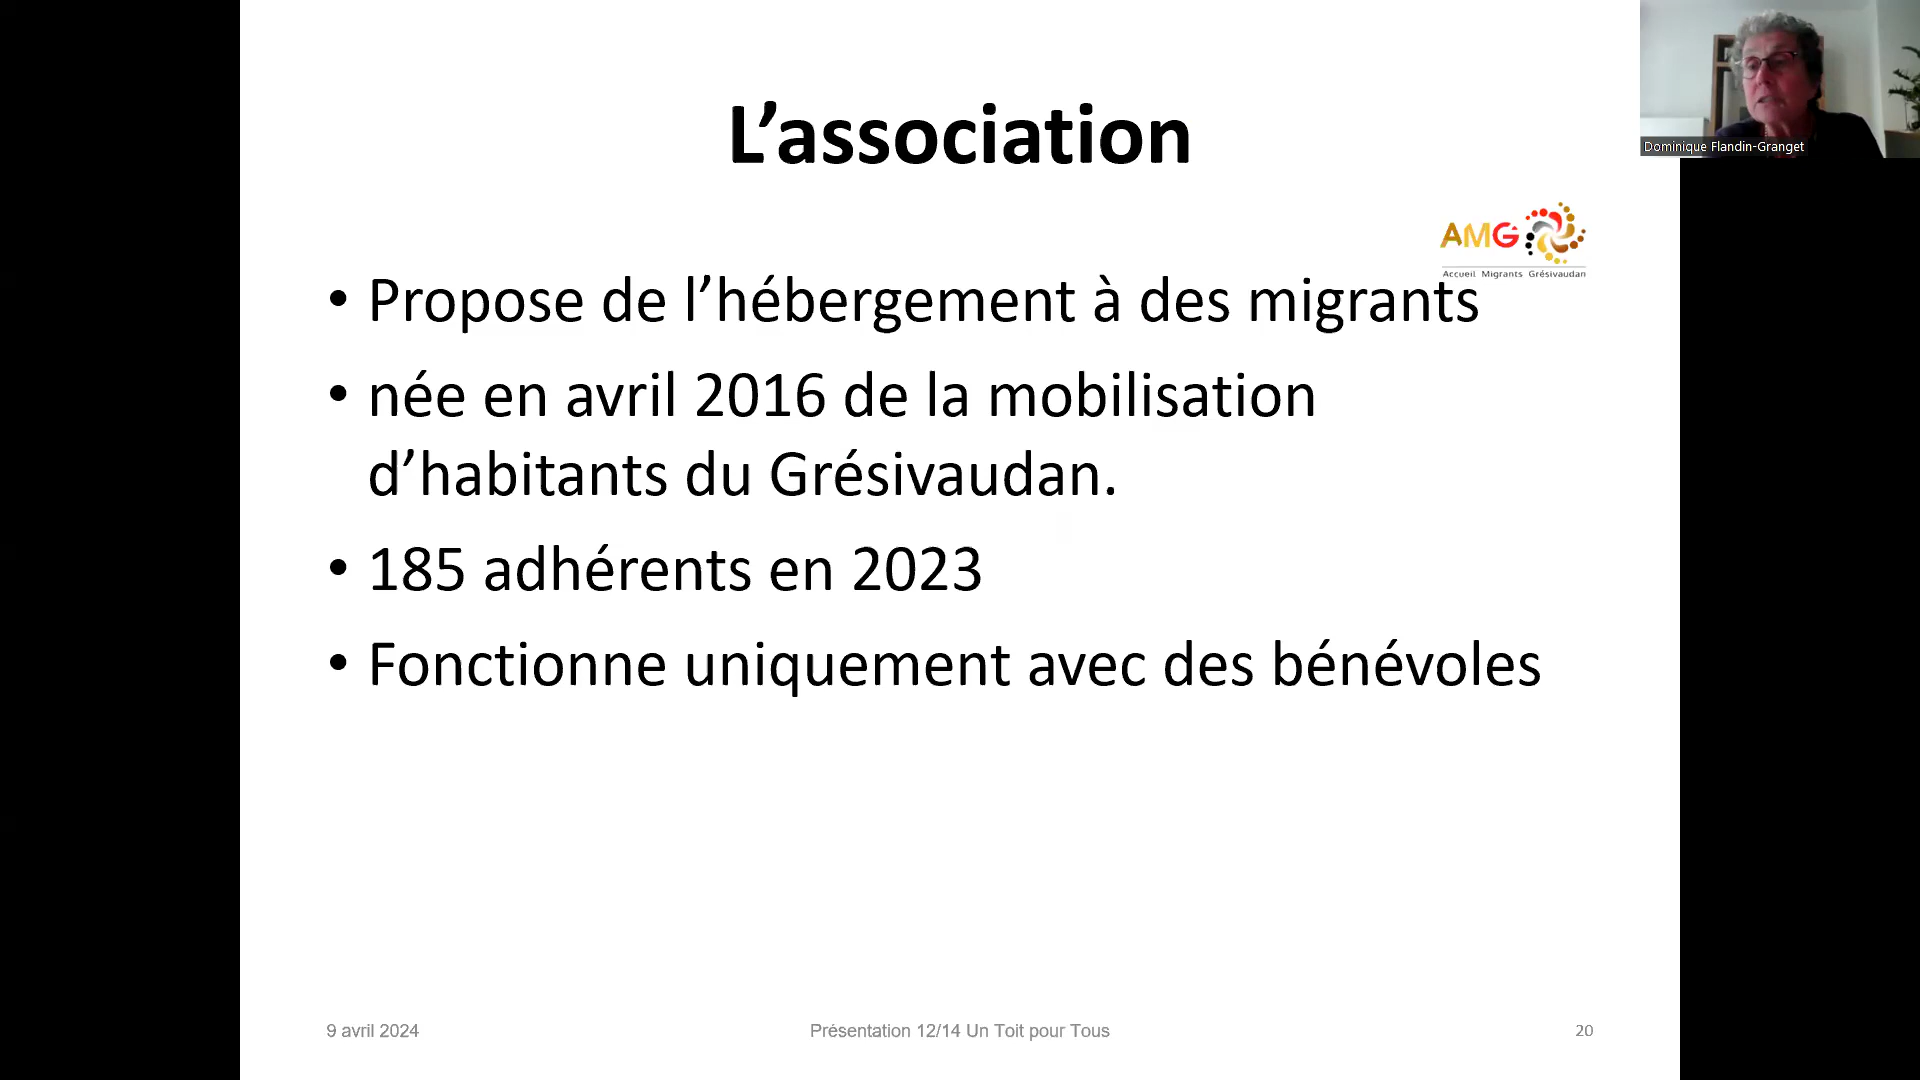 L’association
Dominique Flandin-Granget
AMG
Accueil Migrants Grésivaudan
• Propose de l’hébergement à des migrants
• née en avril 2016 de la mobilisation
d’habitants du Grésivaudan.
• 185 adhérents en 2023
• Fonctionne uniquement avec des bénévoles
9 avril 2024
Présentation 12/14 Un Toit pour Tous
20